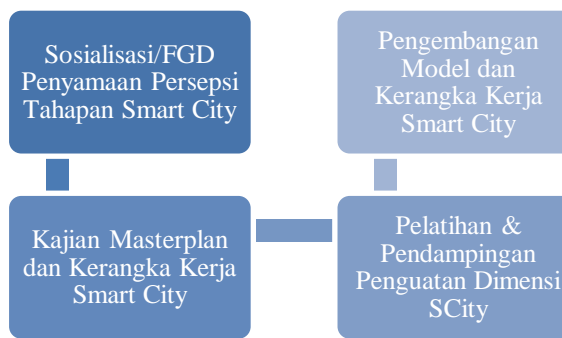 Sosialisasi/FGD
Penyamaan Persepsi
Tahapan Smart City
Kajian Masterplan
dan Kerangka Kerja
Smart City
Pelatihan &
Pendampingan
Penguatan Dimensi
SCity
Pengembangan
Model dan
Kerangka Kerja
Smart City